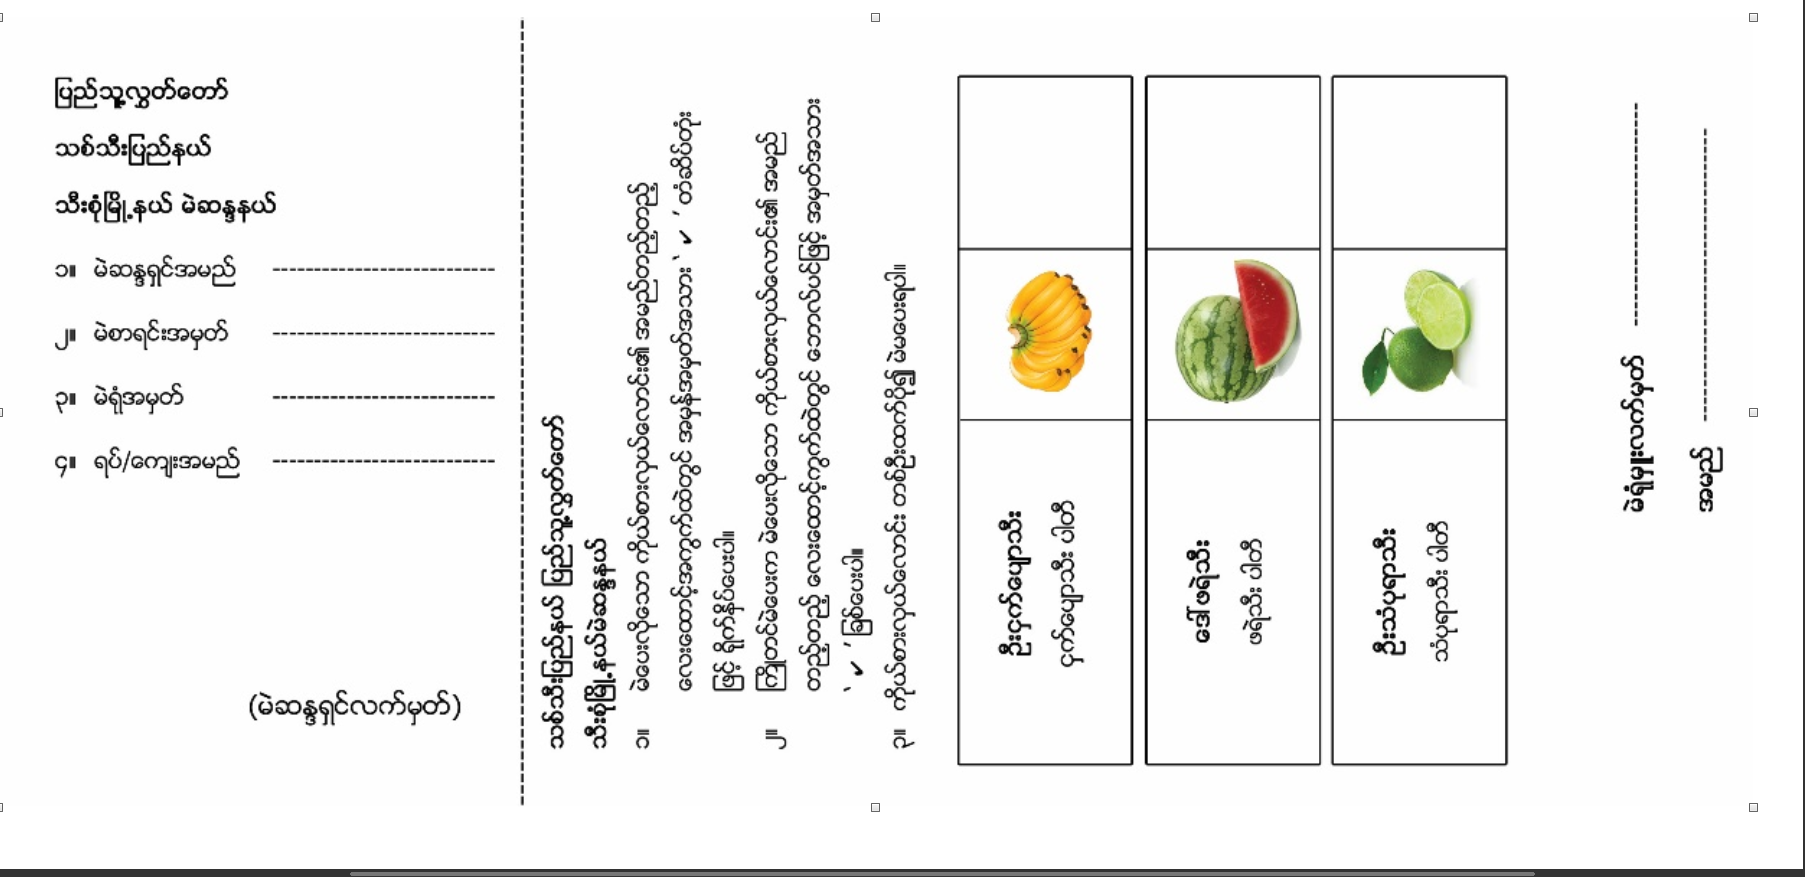 ပြည်သူ့လွှတ်တော်
သစ်သီးပြည်နယ်
သီးစုံမြို့နယ် မဲဆန္ဒနယ်
၁။ မဲဆန္ဒရှင်အမည် --------------------------
၂။ မဲစာရင်းအမှတ် --------------------------
၃။ မဲရုံအမှတ် --------------------------
၄။ ရပ်/ကျေးအမည် --------------------------
(မဲဆန္ဒရှင်လက်မှတ်)
သစ်သီးပြည်နယ် ပြည်သူ့လွှတ်တော်
သီးစုံမြို့နယ်မဲဆန္ဒနယ်
၁။ မဲပေးလိုသော ကိုယ်စားလှယ်လောင်း၏ အမည်တည့်တည့်
လေးထောင့်အကွက်ထဲတွင် အမှန်အမှတ်အသား ‘✓’ တံဆိပ်တုံး
ဖြင့် ရိုက်နှိပ်ပေးပါ။
၂။ ကြိုတင်မဲပေးက မဲပေးလိုသော ကိုယ်စားလှယ်လောင်း၏ အမည်
တည့်တည့် လေးထောင့်ကွက်ထဲတွင် ဘောလ်ပင်ဖြင့် အမှတ်အသား
‘✓’ ခြစ်ပေးပါ။
၃။ ကိုယ်စားလှယ်လောင်း တစ်ဦးထက်ပို၍ မဲမပေးရပါ။
ဦးငှက်ပျောသီး
ငှက်ပျောသီး ပါတီ
ဒေါ်ဖရဲသီး
ဖရဲသီး ပါတီ
ဦးသံပုရာသီး
သံပုရာသီး ပါတီ
မဲရုံမှူးလက်မှတ် --------------------------
အမည် --------------------------